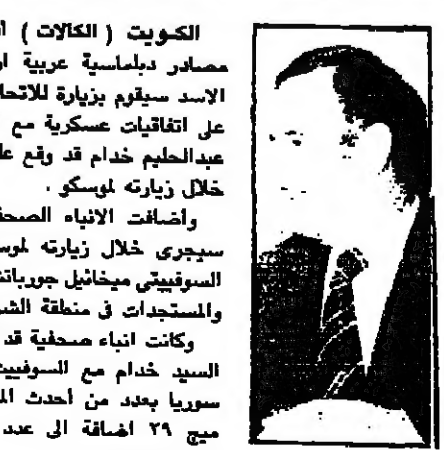 الكويت ( الكالات )
مصادر دبلماسية عربية
الاسد سيقوم بزيارة للاتحا
على اتفاقيات عسكرية مع
عبدالحليم خدام قد وقع عل
خلال زيارته لموسكو .
واضافت الانباء الصحف
سيجرى خلال زيارته لموس
السوفييتي ميخائيل جورباتش
والمستجدات في منطقة الش
وكانت انباء صحفية قد
السيد خدام مع السوفييت
سوريا بعدد من أحدث الم
ميج ٢٩ اضافة الى عدد